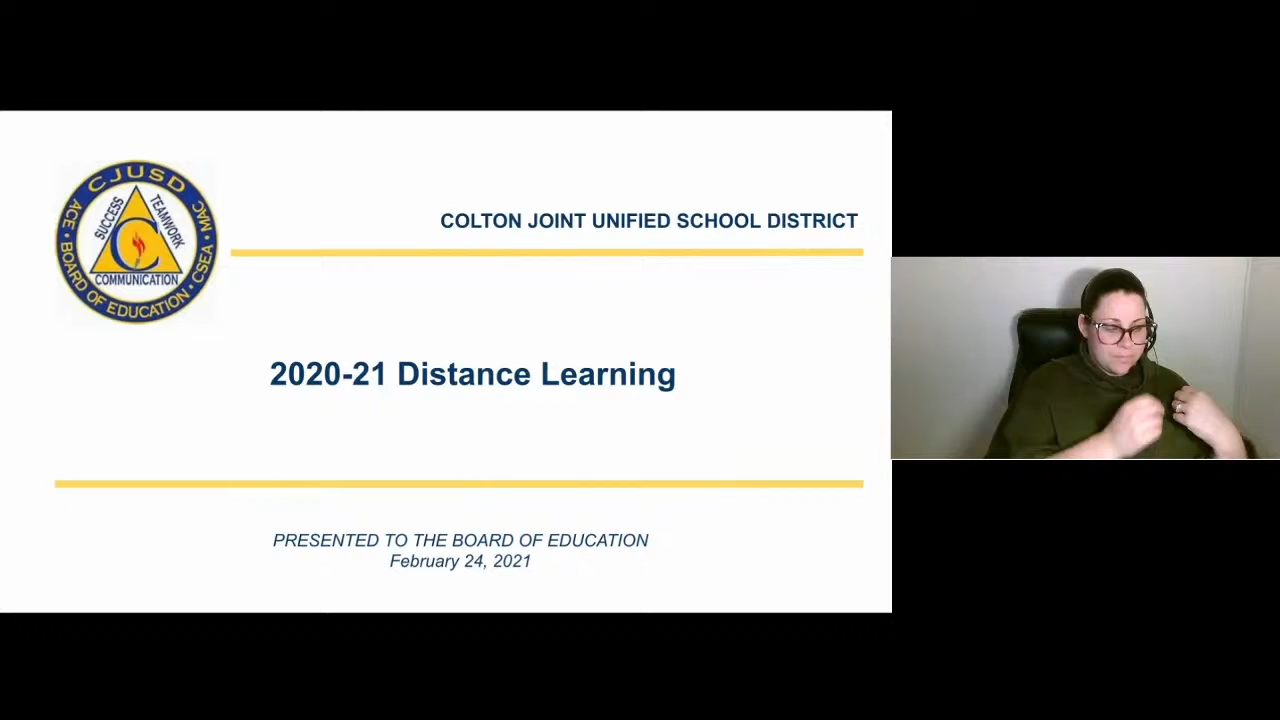 CJUSD
ACE
MAC
SUCCESS
TEAMWORK
C
COMMUNICATION
• BOARD OF EDUCATION • CSEA •
COLTON JOINT UNIFIED SCHOOL DISTRICT
2020-21 Distance Learning
PRESENTED TO THE BOARD OF EDUCATION
February 24, 2021